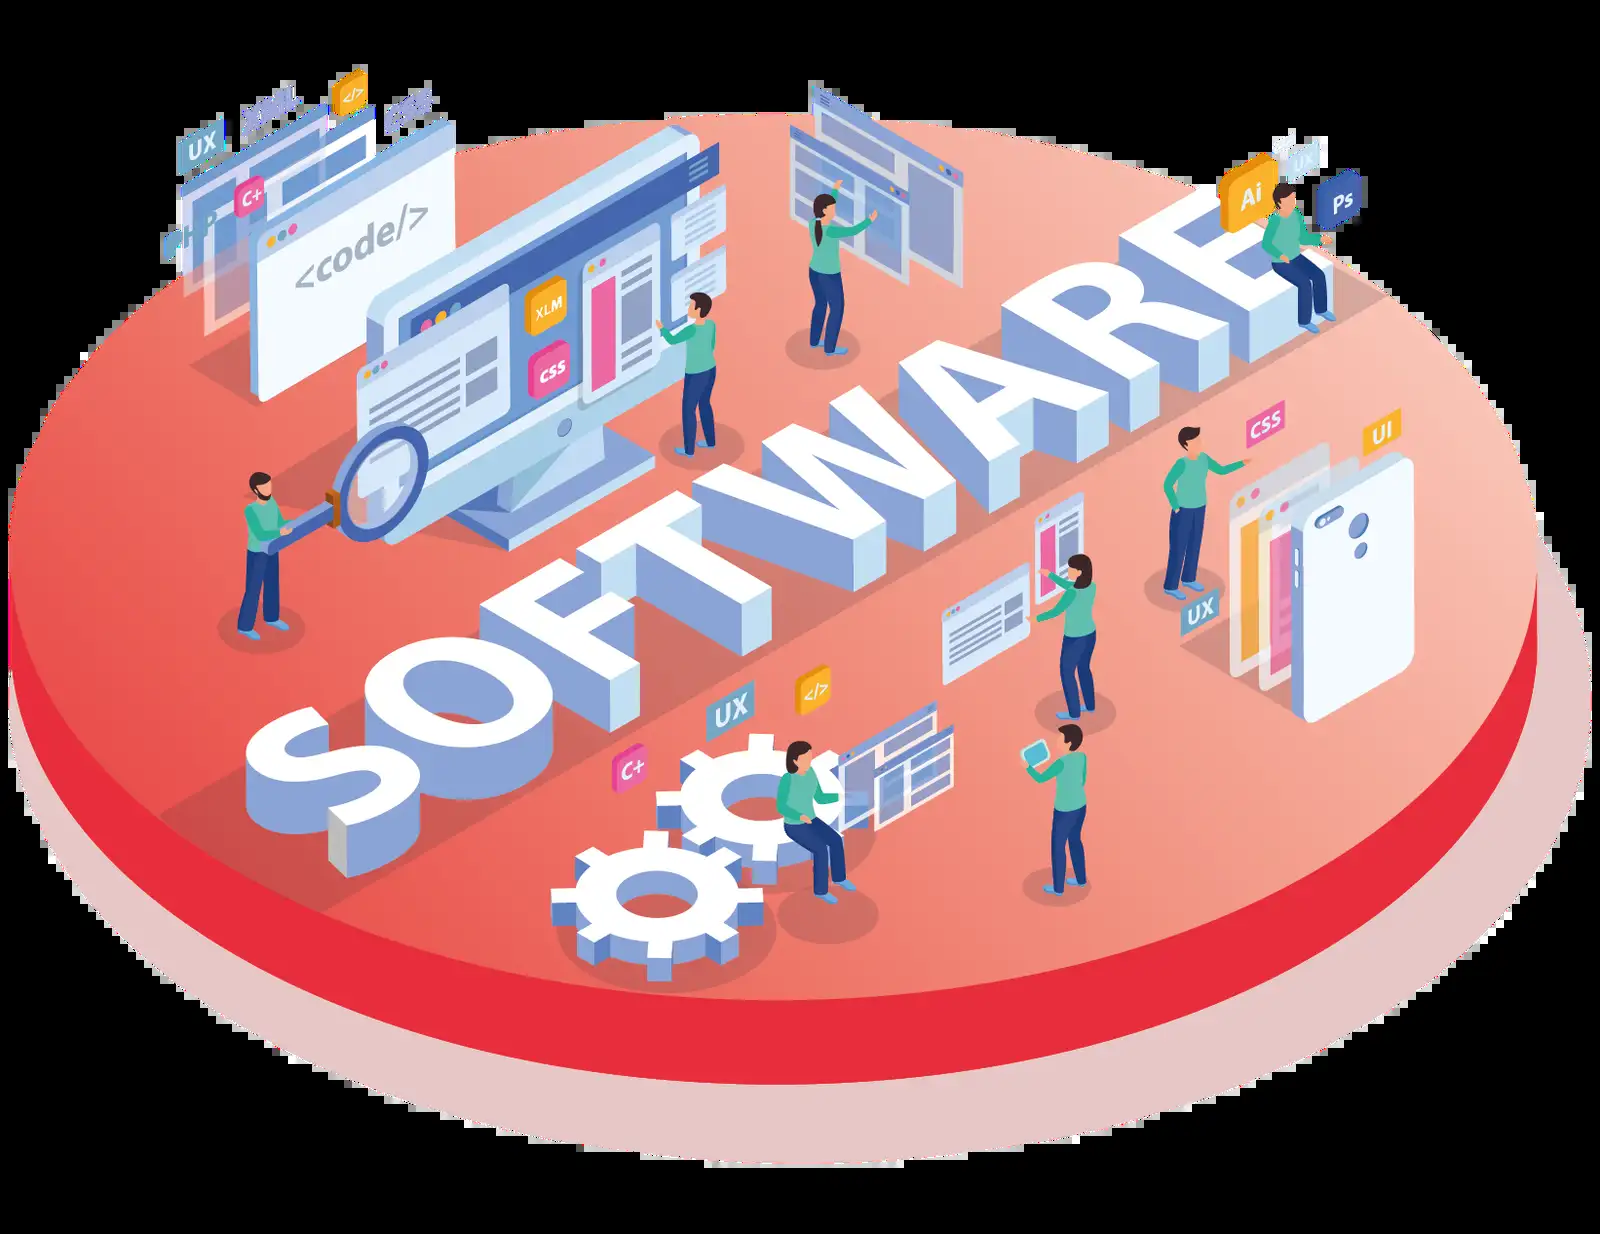 </>
XML
CSS
UX
C+
PHP
<code/>
XLM
CSS
Ai
UX
Ps
SOFTWARE
CSS
UI
UX
UX
</>
C+